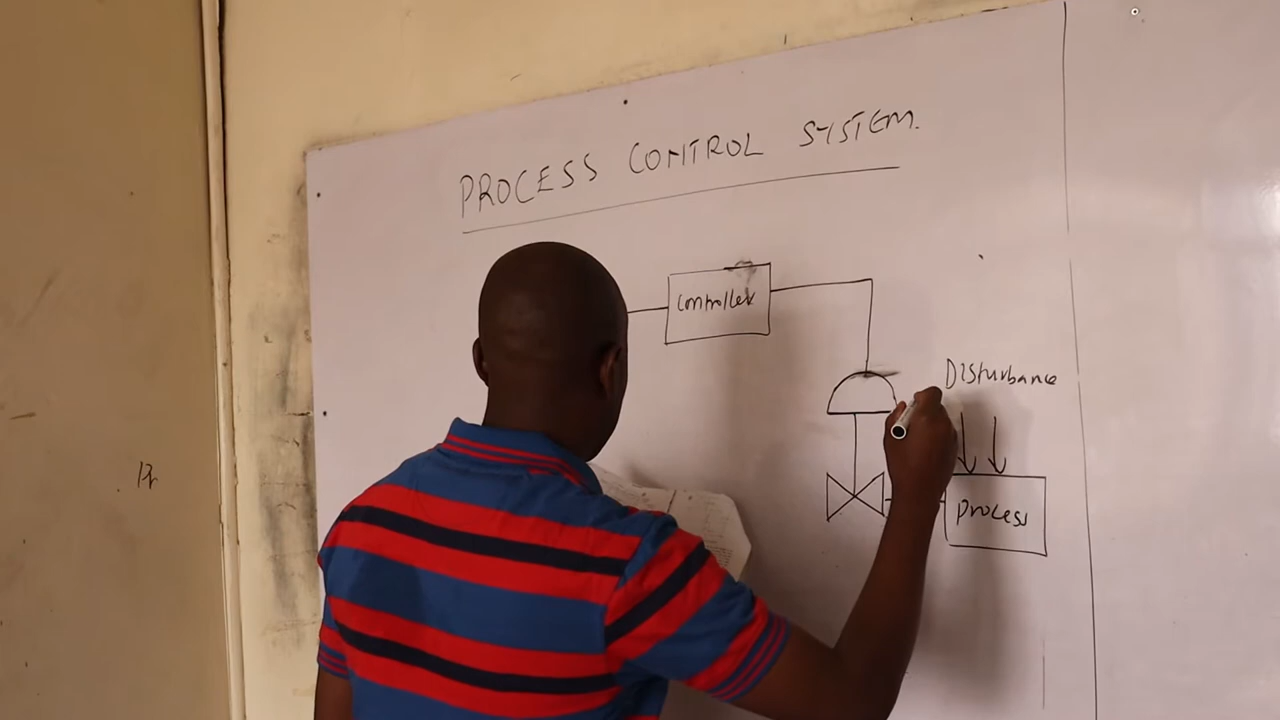 PROCESS CONTROL SYSTEM.
Controller
Disturbance
Process